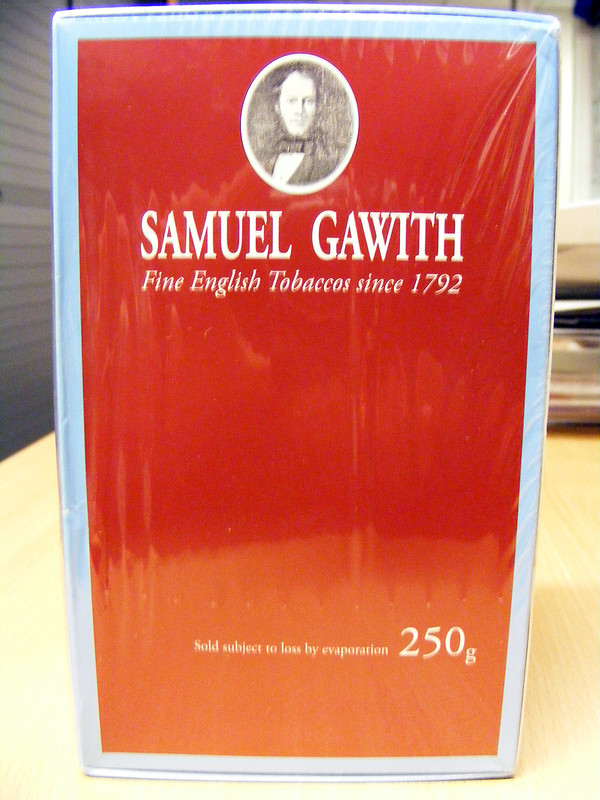 SAMUEL GAWITH
Fine English Tobaccos since 1792
Sold subject to loss by evaporation 250g